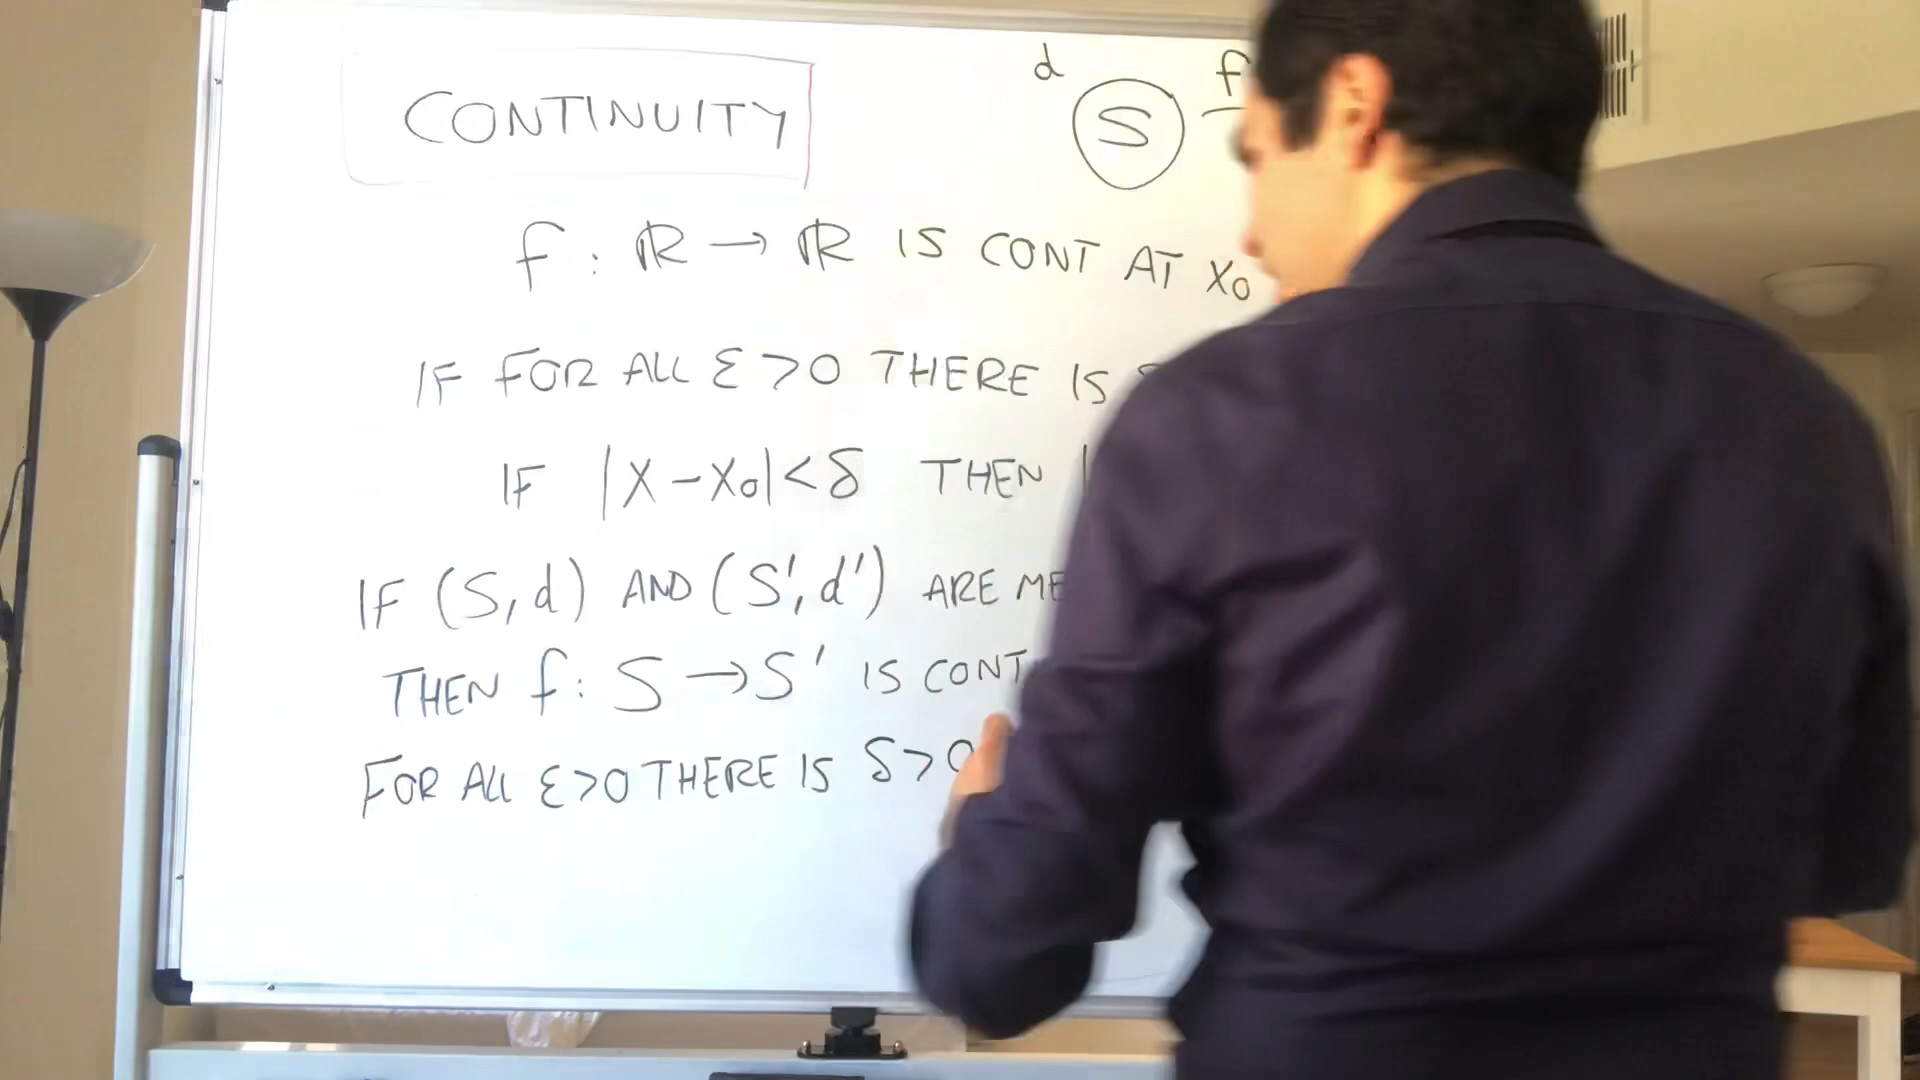 CONTINUITY
d S f
f : ℝ → ℝ IS CONT AT X₀
IF FOR ALL ε > 0 THERE IS
IF |X - X₀| < δ THEN |
IF (S, d) AND (S', d') ARE
THEN f : S → S' IS CONT
FOR ALL ε > 0 THERE IS δ > 0